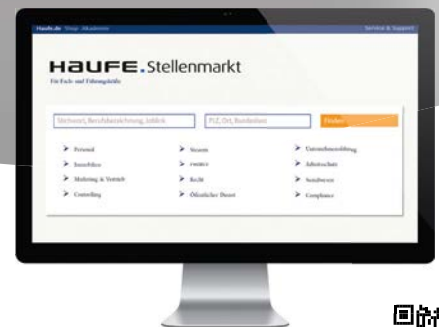 Haufe.de Shop Akademie Service & Support
HAUFE.Stellenmarkt
Für Fach- und Führungskräfte
Stichwort, Berufsbezeichnung, Jobtitel PLZ, Ort, Bundesland Finden
➤ Personal ➤ Steuern ➤ Unternehmensführung
➤ Immobilien ➤ Finance ➤ Arbeitsschutz
➤ Marketing & Vertrieb ➤ Recht ➤ Sozialwesen
➤ Controlling ➤ Öffentlicher Dienst ➤ Compliance